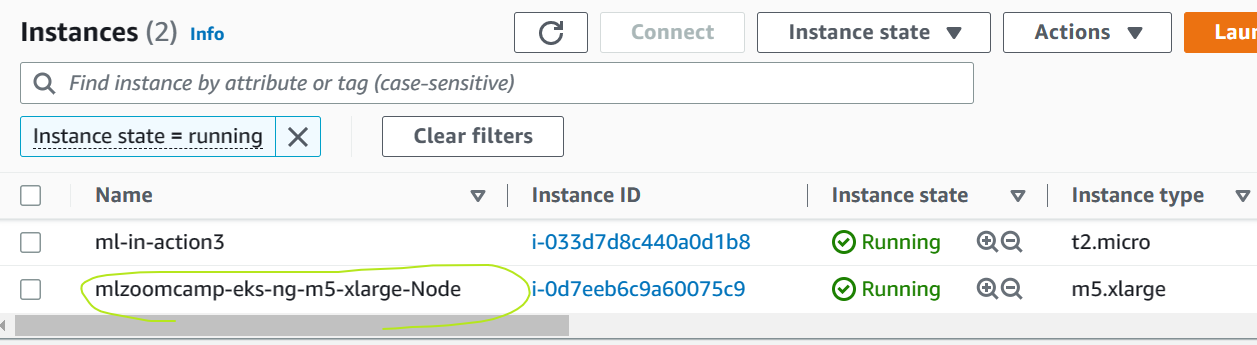 Instances (2) Info Connect Instance state Actions
Find instance by attribute or tag (case-sensitive)
Instance state = running Clear filters
Name Instance ID Instance state Instance type
ml-in-action3 i-033d7d8c440a0d1b8 Running t2.micro
mlzoomcamp-eks-ng-m5-xlarge-Node i-0d7eeb6c9a60075c9 Running m5.xlarge